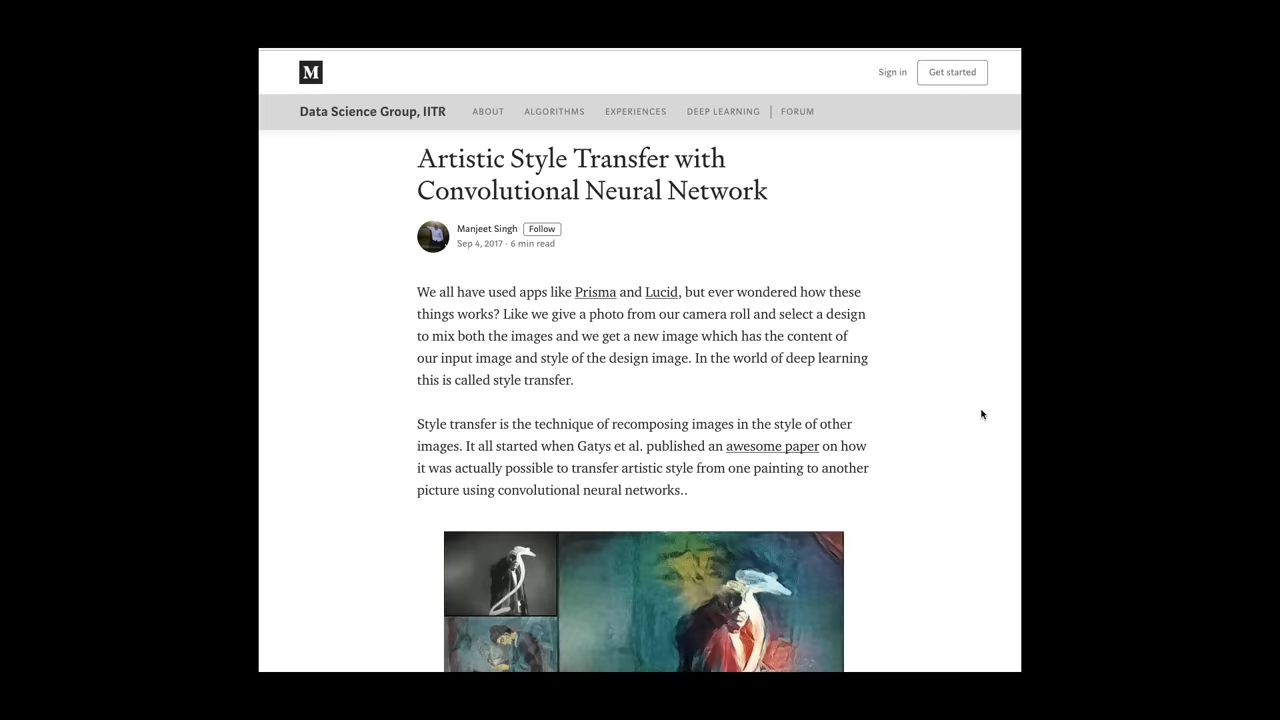 M
Sign in
Get started
Data Science Group, IITR
ABOUT
ALGORITHMS
EXPERIENCES
DEEP LEARNING
FORUM
Artistic Style Transfer with
Convolutional Neural Network
Manjeet Singh
Follow
Sep 4, 2017 · 6 min read
We all have used apps like Prisma and Lucid, but ever wondered how these
things works? Like we give a photo from our camera roll and select a design
to mix both the images and we get a new image which has the content of
our input image and style of the design image. In the world of deep learning
this is called style transfer.
Style transfer is the technique of recomposing images in the style of other
images. It all started when Gatys et al. published an awesome paper on how
it was actually possible to transfer artistic style from one painting to another
picture using convolutional neural networks..